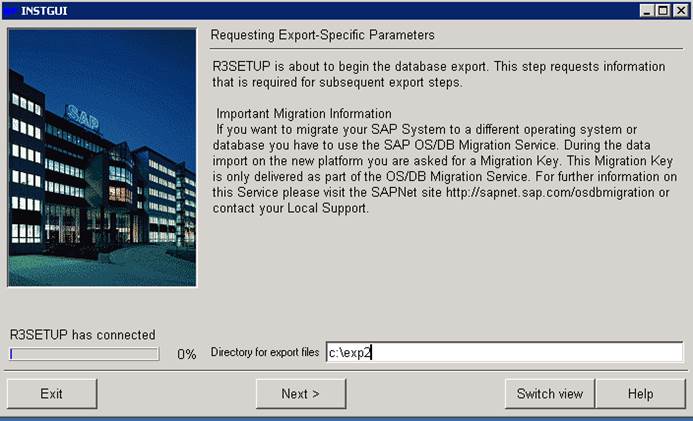 INSTGUI
SAP
Requesting Export-Specific Parameters
R3SETUP is about to begin the database export. This step requests information
that is required for subsequent export steps.
Important Migration Information
If you want to migrate your SAP System to a different operating system or
database you have to use the SAP OS/DB Migration Service. During the data
import on the new platform you are asked for a Migration Key. This Migration Key
is only delivered as part of the OS/DB Migration Service. For further information
on this Service please visit the SAPNet site http://sapnet.sap.com/osdbmigration or
contact your Local Support.
R3SETUP has connected
0%
Directory for export files
c:\exp2
Exit
Next >
Switch view
Help